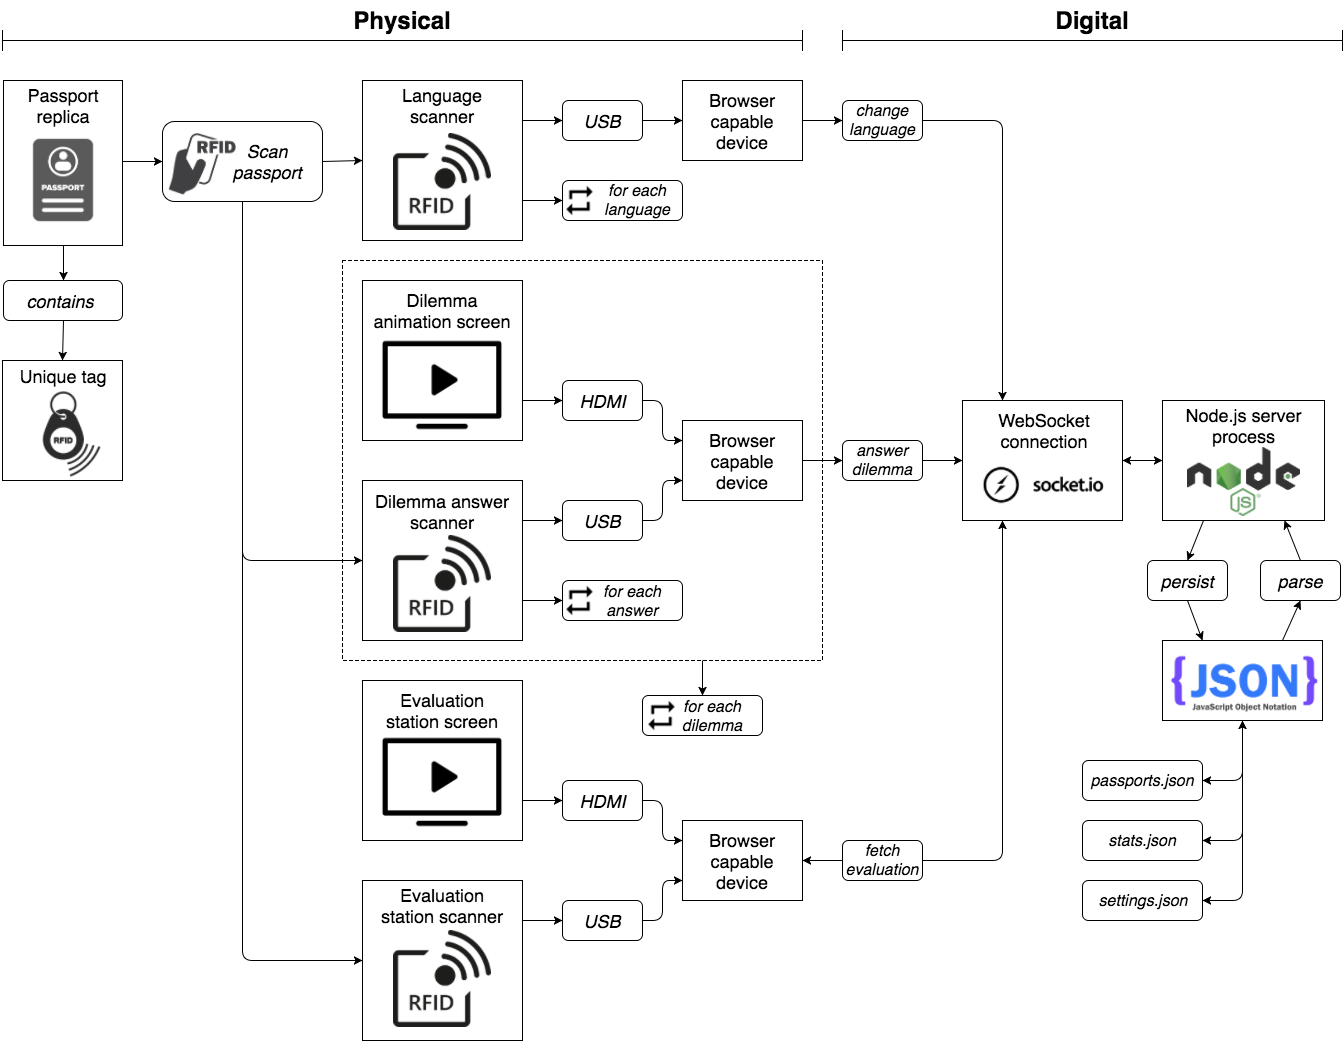 Physical
Digital
Passport
replica
PASSPORT
RFID
Scan
passport
Language
scanner
RFID
USB
for each
language
Browser
capable
device
change
language
contains
Unique tag
RFID
Dilemma
animation screen
HDMI
Dilemma answer
scanner
RFID
USB
for each
answer
Browser
capable
device
answer
dilemma
for each
dilemma
WebSocket
connection
socket.io
Node.js server
process
node
JS
persist
parse
{JSON}
JavaScript Object Notation
passports.json
stats.json
settings.json
Evaluation
station screen
HDMI
Evaluation
station scanner
RFID
USB
Browser
capable
device
fetch
evaluation